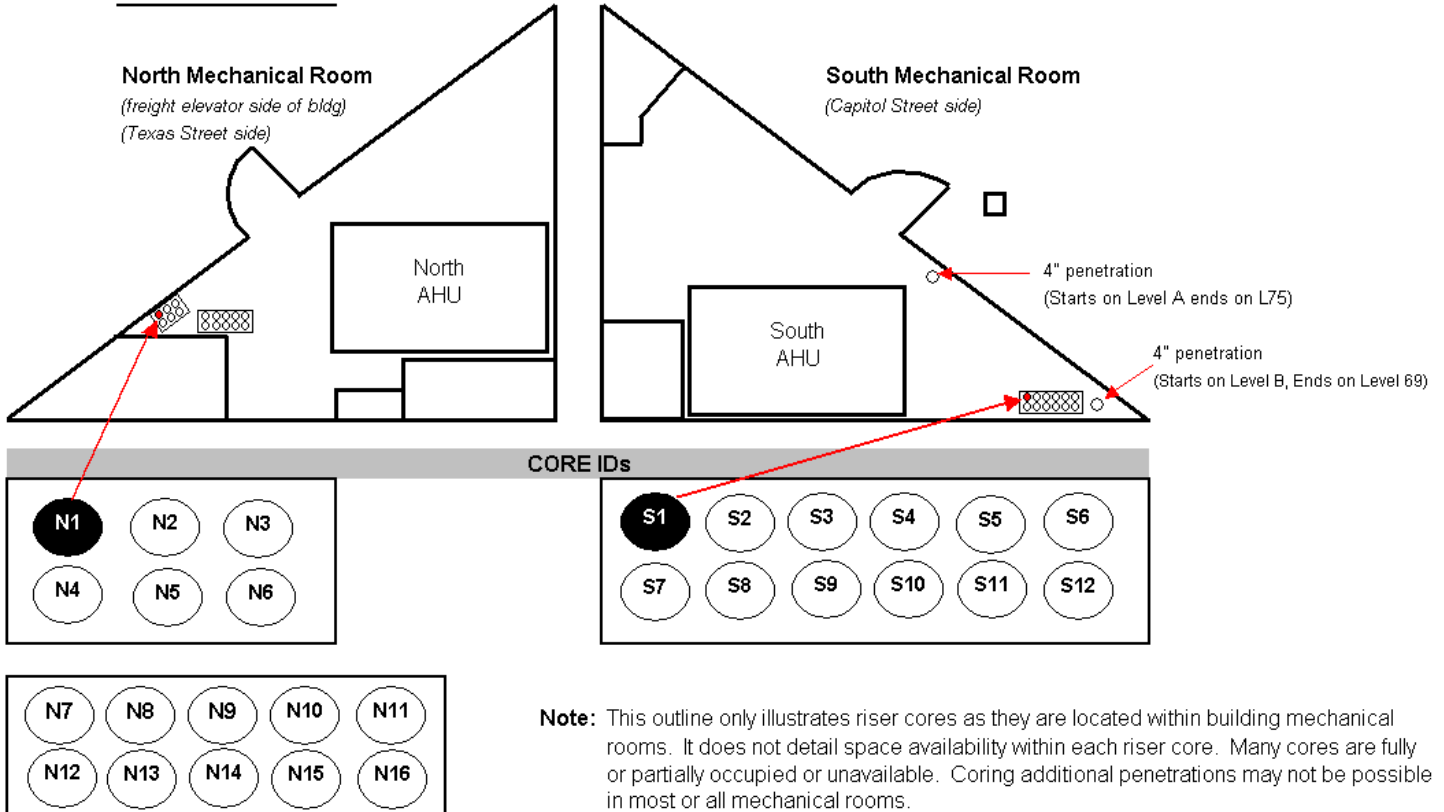 North Mechanical Room
(freight elevator side of bldg)
(Texas Street side)
South Mechanical Room
(Capitol Street side)
North
AHU
South
AHU
4" penetration
(Starts on Level A ends on L75)
4" penetration
(Starts on Level B, Ends on Level 69)
CORE IDs
N1 N2 N3
N4 N5 N6
S1 S2 S3 S4 S5 S6
S7 S8 S9 S10 S11 S12
N7 N8 N9 N10 N11
N12 N13 N14 N15 N16
Note: This outline only illustrates riser cores as they are located within building mechanical
rooms. It does not detail space availability within each riser core. Many cores are fully
or partially occupied or unavailable. Coring additional penetrations may not be possible
in most or all mechanical rooms.